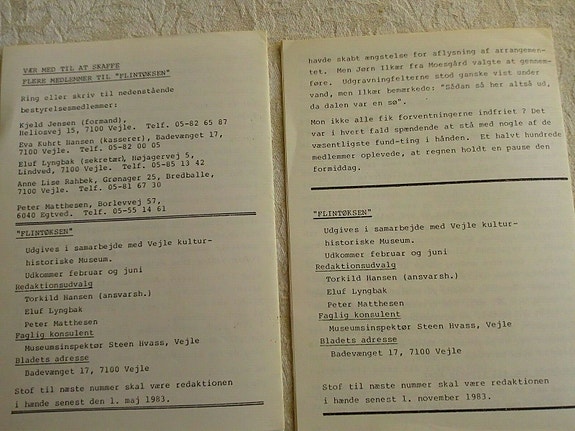 VÆR MED TIL AT SKAFFE
FLERE MEDLEMMER TIL "FLINTØKSEN"
Ring eller skriv til nedenstående
bestyrelsesmedlemmer:
Kjeld Jensen (formand),
Heliosvej 15, 7100 Vejle. Telf. 05-82 65 87
Eva Kuhrt Hansen (kasserer), Badevænget 17,
7100 Vejle. Telf. 05-82 00 05
Eluf Lyngbak (sekretær), Højagervej 5,
Lindved, 7100 Vejle. Telf. 05-85 13 42
Anne Lise Rahbek, Grønager 25, Bredballe,
7100 Vejle. Telf. 05-81 67 30
Peter Matthesen, Borlevvej 57,
6040 Egtved. Telf. 05-55 14 61
"FLINTØKSEN"
Udgives i samarbejde med Vejle kultur-
historiske Museum.
Udkommer februar og juni
Redaktionsudvalg
Torkild Hansen (ansvarsh.)
Eluf Lyngbak
Peter Matthesen
Faglig konsulent
Museumsinspektør Steen Hvass, Vejle
Bladets adresse
Badevænget 17, 7100 Vejle
Stof til næste nummer skal være redaktionen
i hænde senest den 1. maj 1983.
havde skabt ængstelse for aflysning af arrangemen-
tet. Men Jørn Ilkær fra Moesgård valgte at gennem-
føre. Udgravningfelterne stod ganske vist under
vand, men Ilkær bemærkede: "Sådan så her altså ud,
da dalen var en sø".
Mon ikke alle fik forventningerne indfriet ? Det
var i hvert fald spændende at stå med nogle af de
væsentligste fund-ting i hånden. Et halvt hundrede
medlemmer oplevede, at regnen holdt en pause den
formiddag.
"FLINTØKSEN"
Udgives i samarbejde med Vejle kultur-
historiske Museum.
Udkommer februar og juni
Redaktionsudvalg
Torkild Hansen (ansvarsh.)
Eluf Lyngbak
Peter Matthesen
Faglig konsulent
Museumsinspektør Steen Hvass, Vejle
Bladets adresse
Badevænget 17, 7100 Vejle
Stof til næste nummer skal være redaktionen
i hænde senest 1. november 1983.